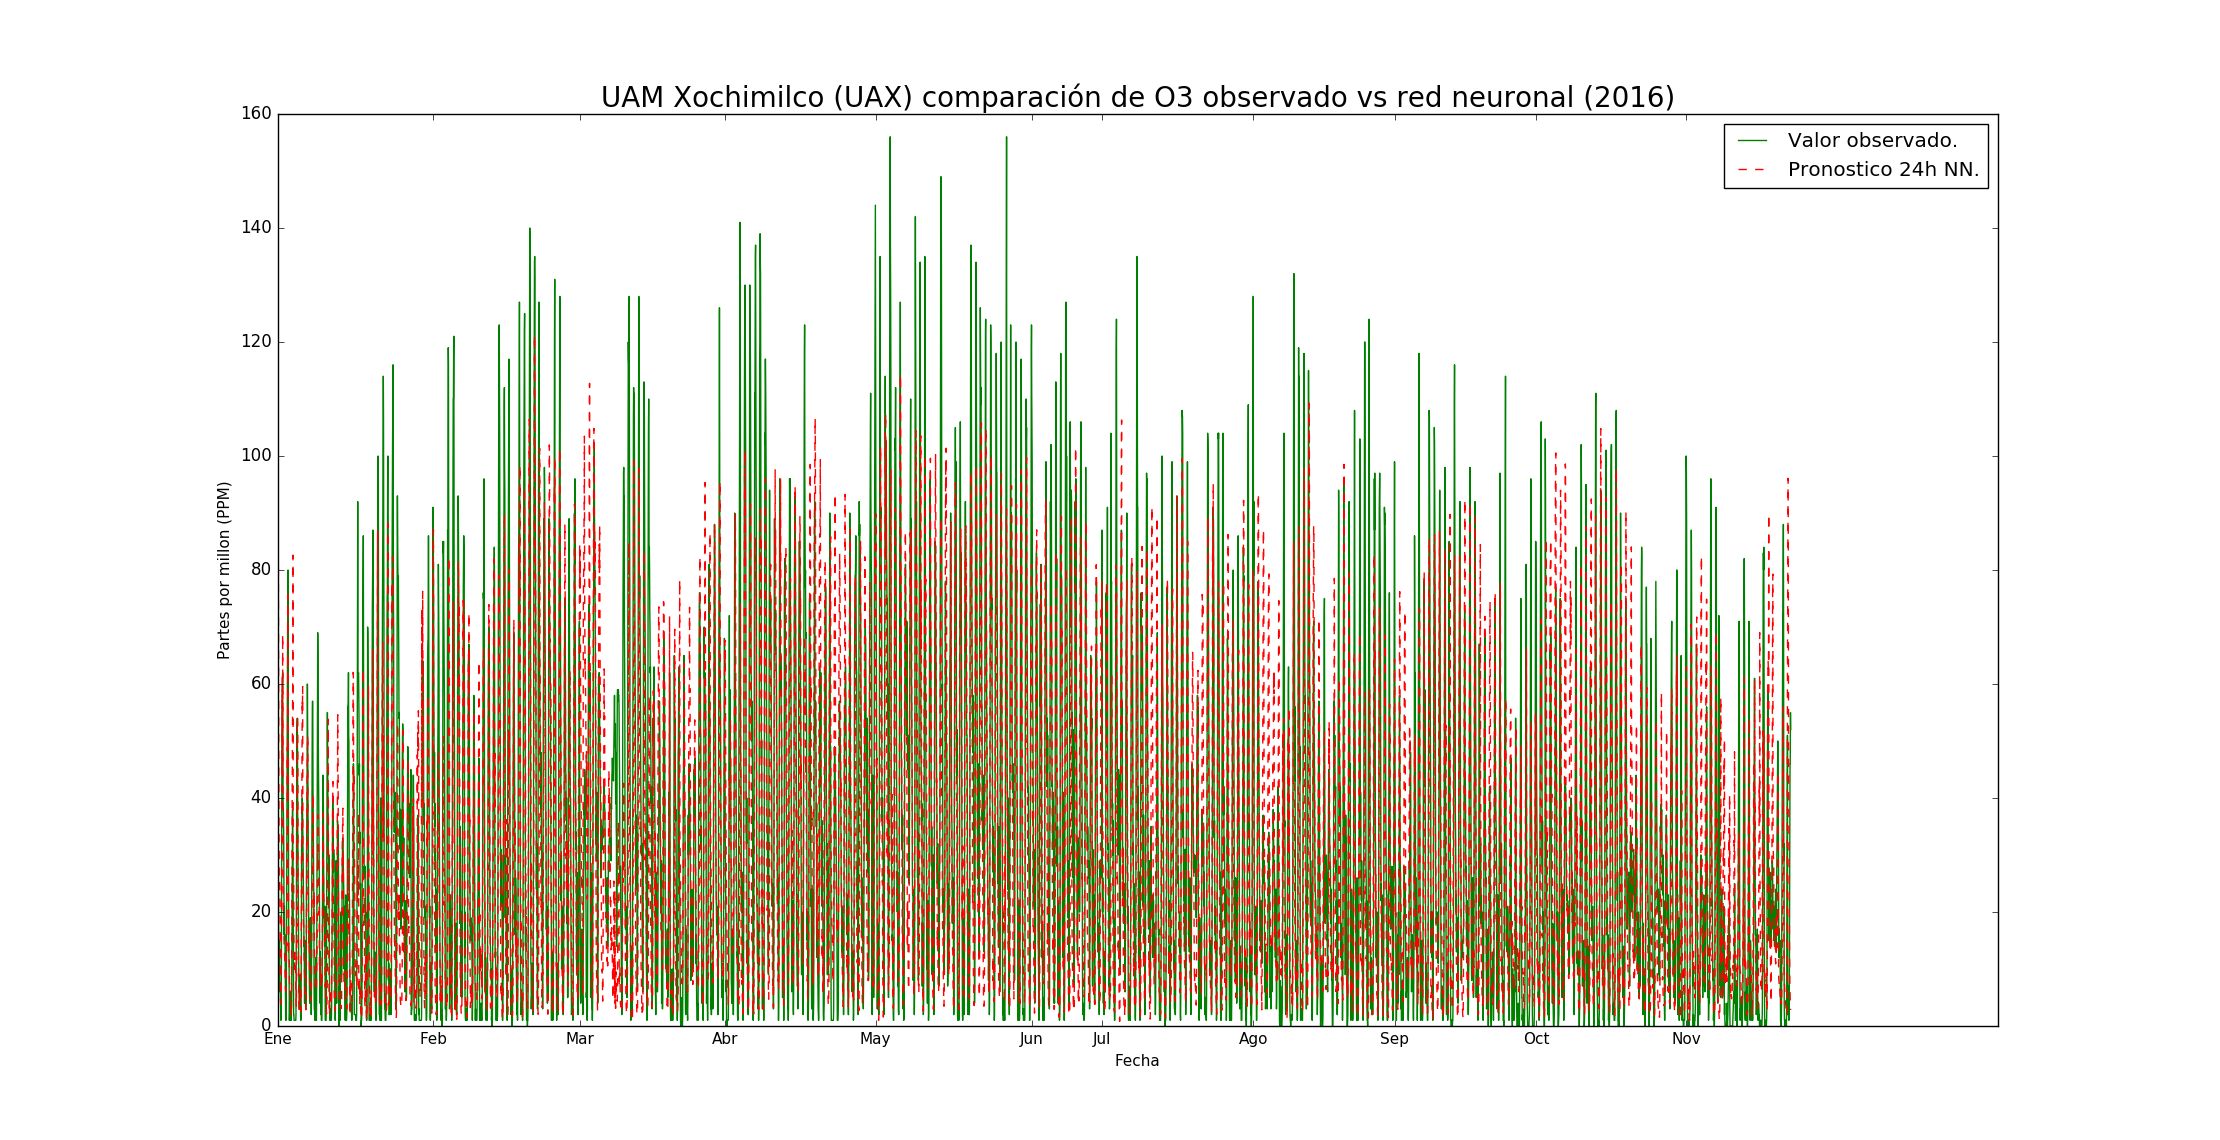 UAM Xochimilco (UAX) comparación de O3 observado vs red neuronal (2016)
160
140
120
100
80
60
40
20
0
Partes por millon (PPM)
Valor observado.
Pronostico 24h NN.
Ene Feb Mar Abr May Jun Jul Ago Sep Oct Nov
Fecha